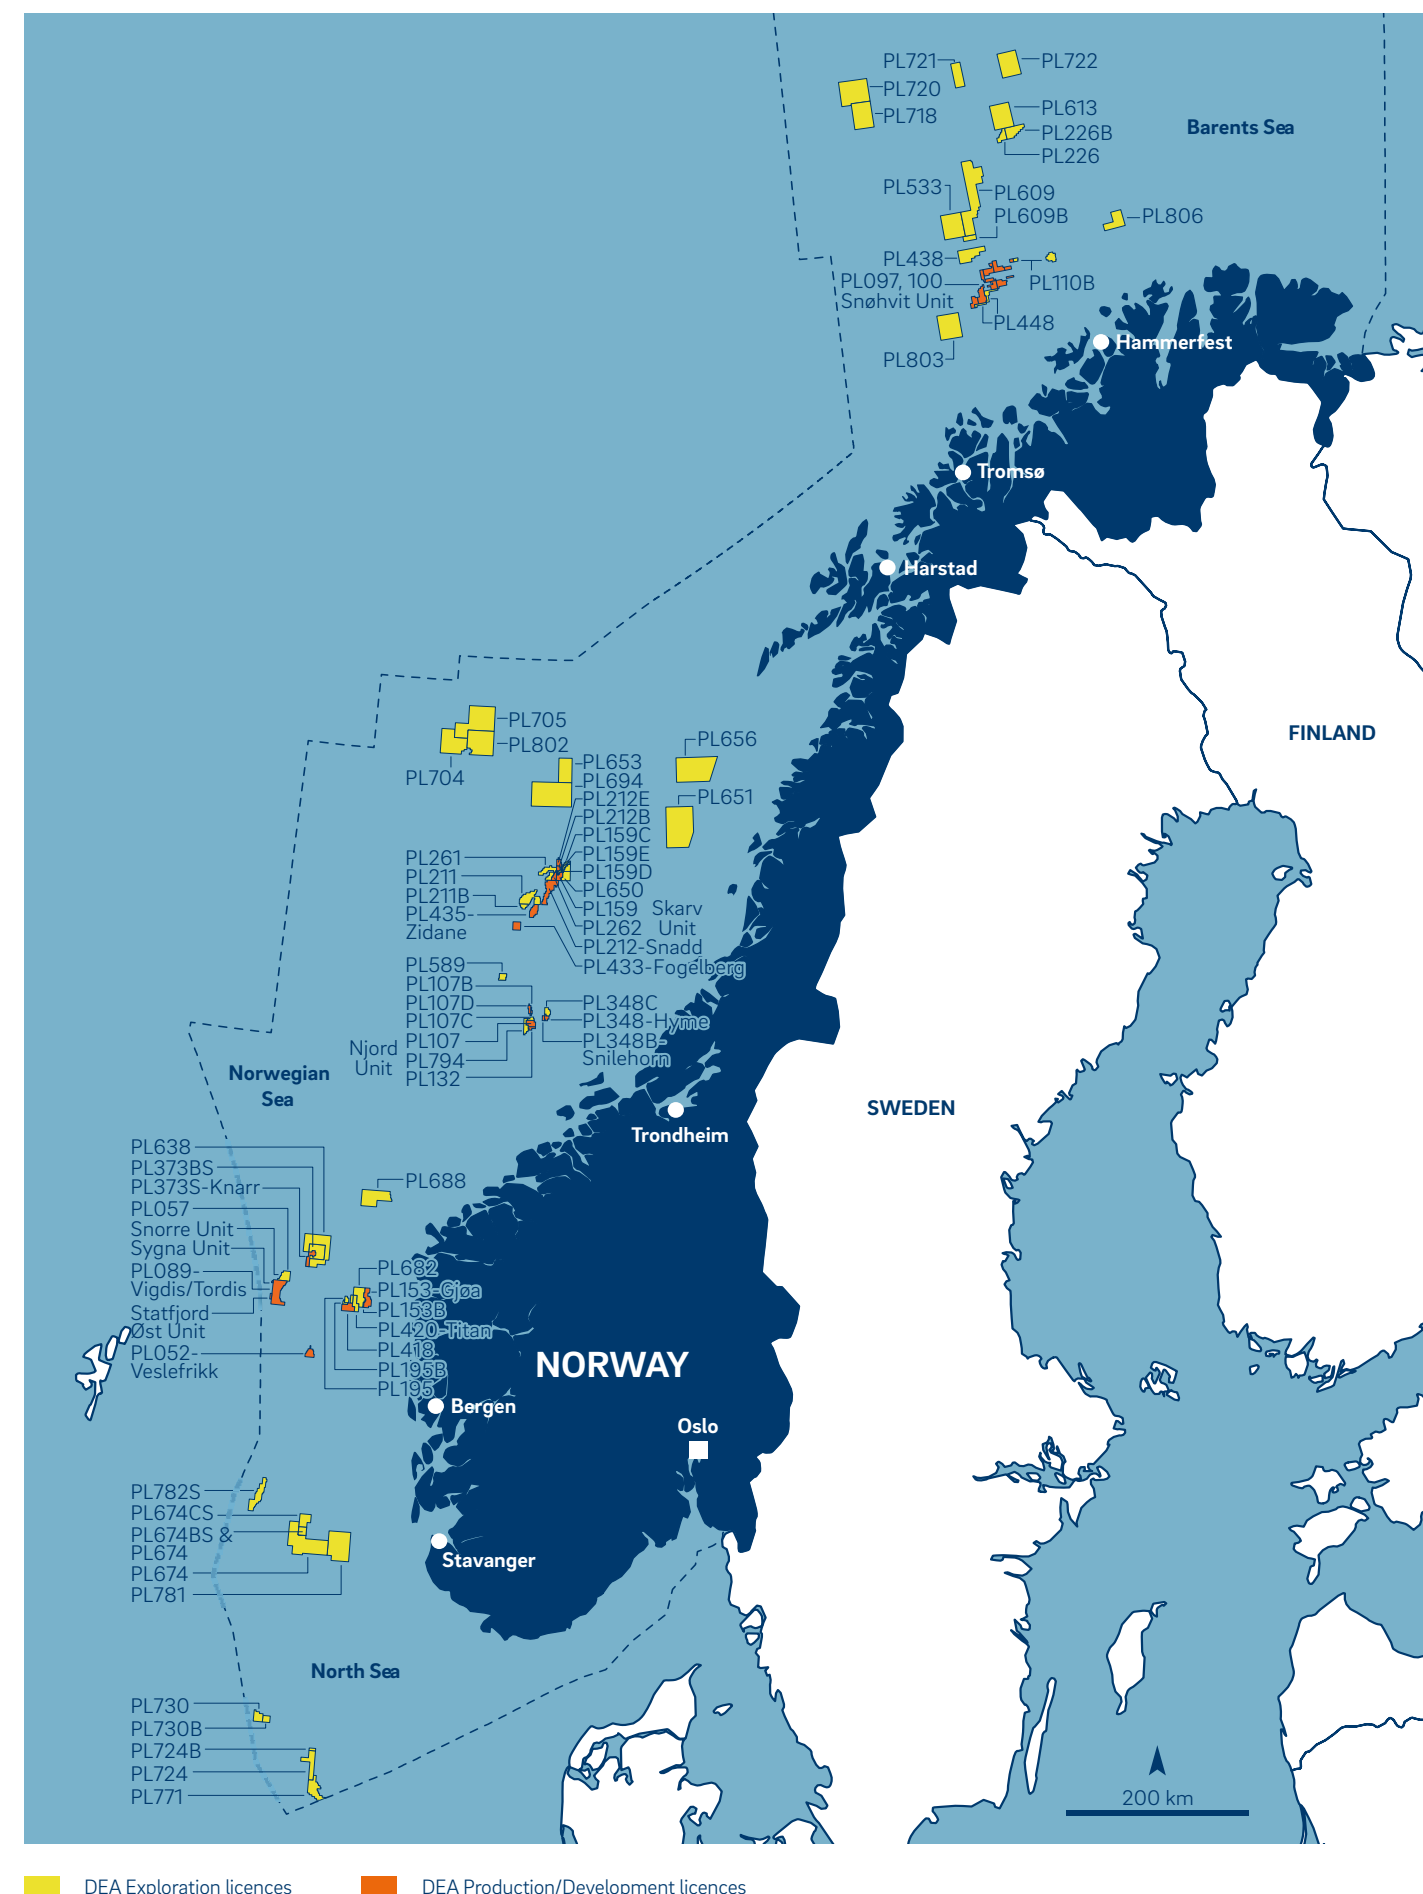 PL721
PL722
PL720
PL718
PL613
PL226B
PL226
Barents Sea
PL533
PL609
PL609B
PL806
PL438
PL097, 100
Snøhvit Unit
PL110B
PL448
PL803
Hammerfest
Tromsø
Harstad
FINLAND
PL705
PL802
PL704
PL656
PL651
PL653
PL694
PL212E
PL212B
PL159C
PL159E
PL159D
PL650
PL159
PL262
Skarv
Unit
PL212-Snadd
PL433-Fogelberg
PL261
PL211
PL211B
PL435-
Zidane
PL589
PL107B
PL107D
PL107C
PL107
PL794
PL132
Njord
Unit
PL348C
PL348-Hyme
PL348B-
Snilehorn
Norwegian
Sea
Trondheim
SWEDEN
PL638
PL373BS
PL373S-Knarr
PL057
Snorre Unit
Sygna Unit
PL089-
Vigdis/Tordis
Statfjord
Øst Unit
PL052-
Veslefrikk
PL688
PL682
PL153-Gjøa
PL153B
PL420-Titan
PL418
PL195B
PL195
NORWAY
Bergen
Oslo
PL782S
PL674CS
PL674BS &
PL674
PL674
PL781
Stavanger
North Sea
PL730
PL730B
PL724B
PL724
PL771
200 km
DEA Exploration licences
DEA Production/Development licences